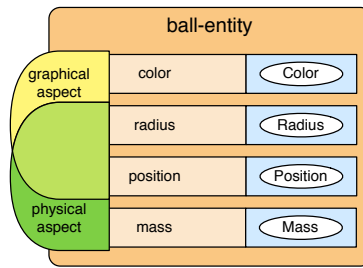 ball-entity
graphical
aspect
color
Color
radius
Radius
position
Position
physical
aspect
mass
Mass